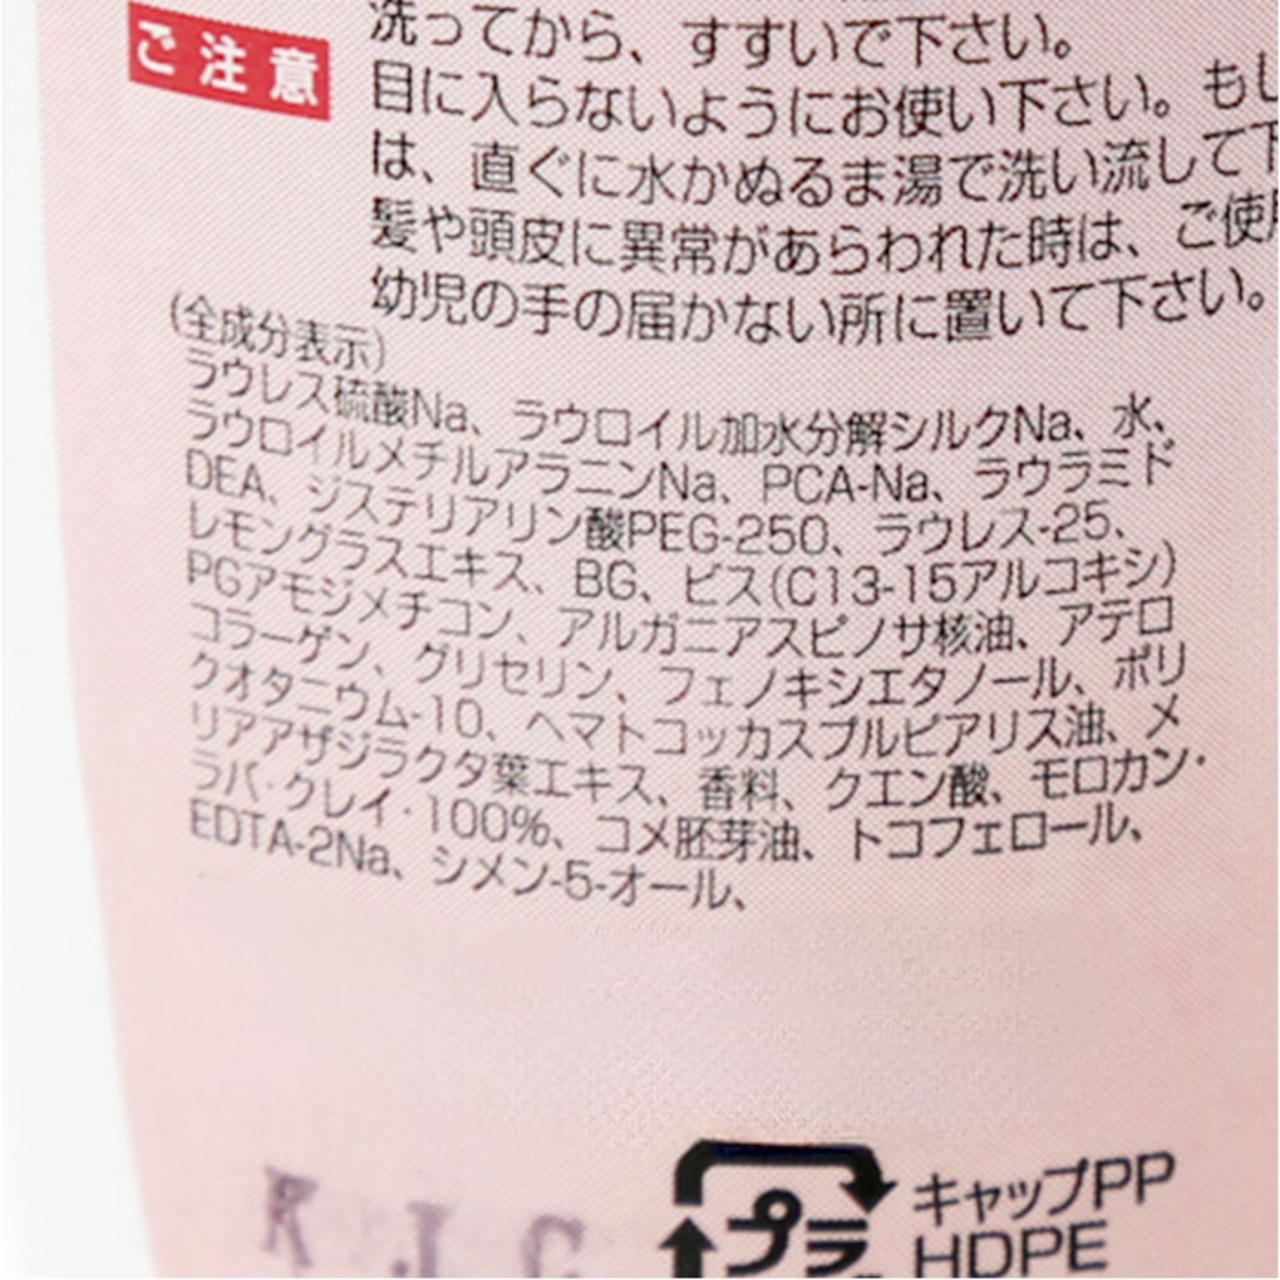 洗ってから、すすいで下さい。
ご注意
目に入らないようにお使い下さい。もし
は、直ぐに水かぬるま湯で洗い流して下
髪や頭皮に異常があらわれた時は、ご使用
幼児の手の届かない所に置いて下さい。
(全成分表示)
ラウレス硫酸Na、ラウロイル加水分解シルクNa、水、
ラウロイルメチルアラニンNa、PCA-Na、ラウラミド
DEA、ジステリアリン酸PEG-250、ラウレス-25、
レモングラスエキス、BG、ビス(C13-15アルコキシ)
PGアモジメチコン、アルガニアスピノサ核油、アテロ
コラーゲン、グリセリン、フェノキシエタノール、ポリ
クオタニウム-10、ヘマトコッカスプルビアリス油、メ
リアアザジラクタ葉エキス、香料、クエン酸、モロカン・
ラバ・クレイ・100%、コメ胚芽油、トコフェロール、
EDTA-2Na、シメン-5-オール、
K J C
プラ
キャップPP
HDPE